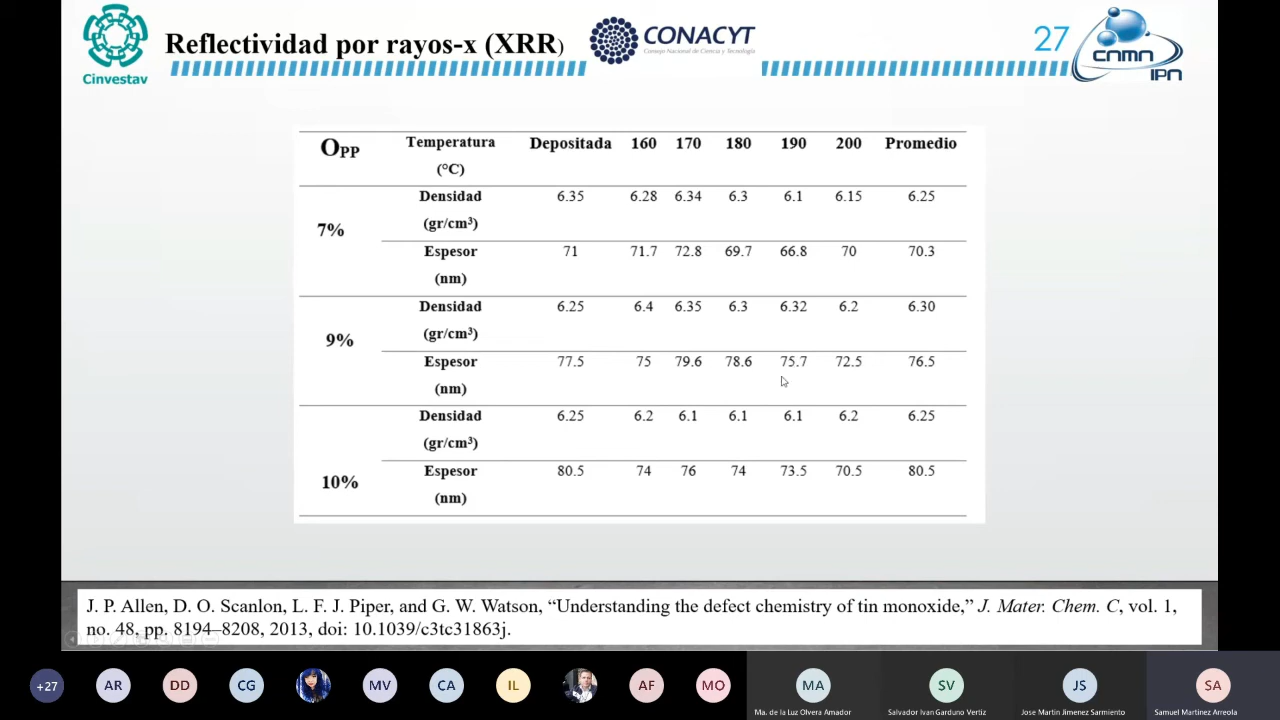 Cinvestav
Reflectividad por rayos-x (XRR)
CONACYT
Consejo Nacional de Ciencia y Tecnología
27
cnmn
IPN
OPP Temperatura (°C) Depositada 160 170 180 190 200 Promedio
7% Densidad (gr/cm³) 6.35 6.28 6.34 6.3 6.1 6.15 6.25
Espesor (nm) 71 71.7 72.8 69.7 66.8 70 70.3
9% Densidad (gr/cm³) 6.25 6.4 6.35 6.3 6.32 6.2 6.30
Espesor (nm) 77.5 75 79.6 78.6 75.7 72.5 76.5
10% Densidad (gr/cm³) 6.25 6.2 6.1 6.1 6.1 6.2 6.25
Espesor (nm) 80.5 74 76 74 73.5 70.5 80.5
J. P. Allen, D. O. Scanlon, L. F. J. Piper, and G. W. Watson, “Understanding the defect chemistry of tin monoxide,” J. Mater. Chem. C, vol. 1,
no. 48, pp. 8194–8208, 2013, doi: 10.1039/c3tc31863j.
+27 AR DD CG MV CA IL AF MO MA SV JS SA
Ma. de la Luz Olvera Amador Salvador Ivan Garduno Vertiz Jose Martin Jimenez Sarmiento Samuel Martinez Arreola